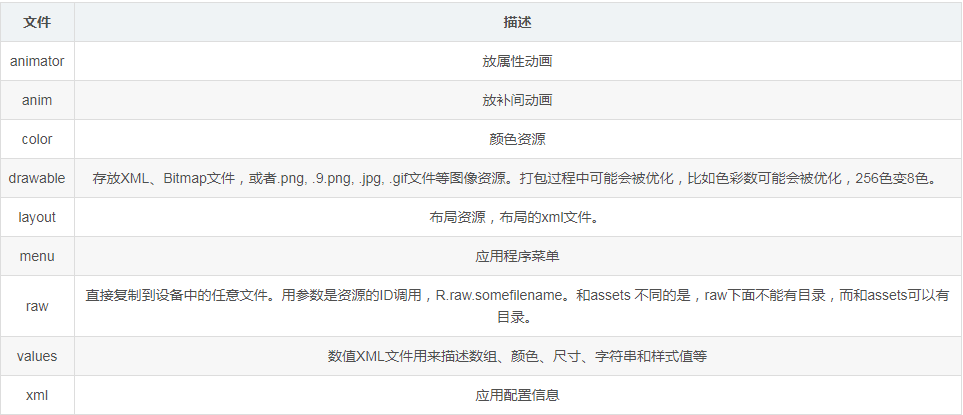 文件 描述
animator 放属性动画
anim 放补间动画
color 颜色资源
drawable 存放XML、Bitmap文件，或者.png, .9.png, .jpg, .gif文件等图像资源。打包过程中可能会被优化，比如色彩数可能会被优化，256色变8色。
layout 布局资源，布局的xml文件。
menu 应用程序菜单
raw 直接复制到设备中的任意文件。用参数是资源的ID调用，R.raw.somefilename。和assets 不同的是，raw下面不能有目录，而和assets可以有
目录。
values 数值XML文件用来描述数组、颜色、尺寸、字符串和样式值等
xml 应用配置信息